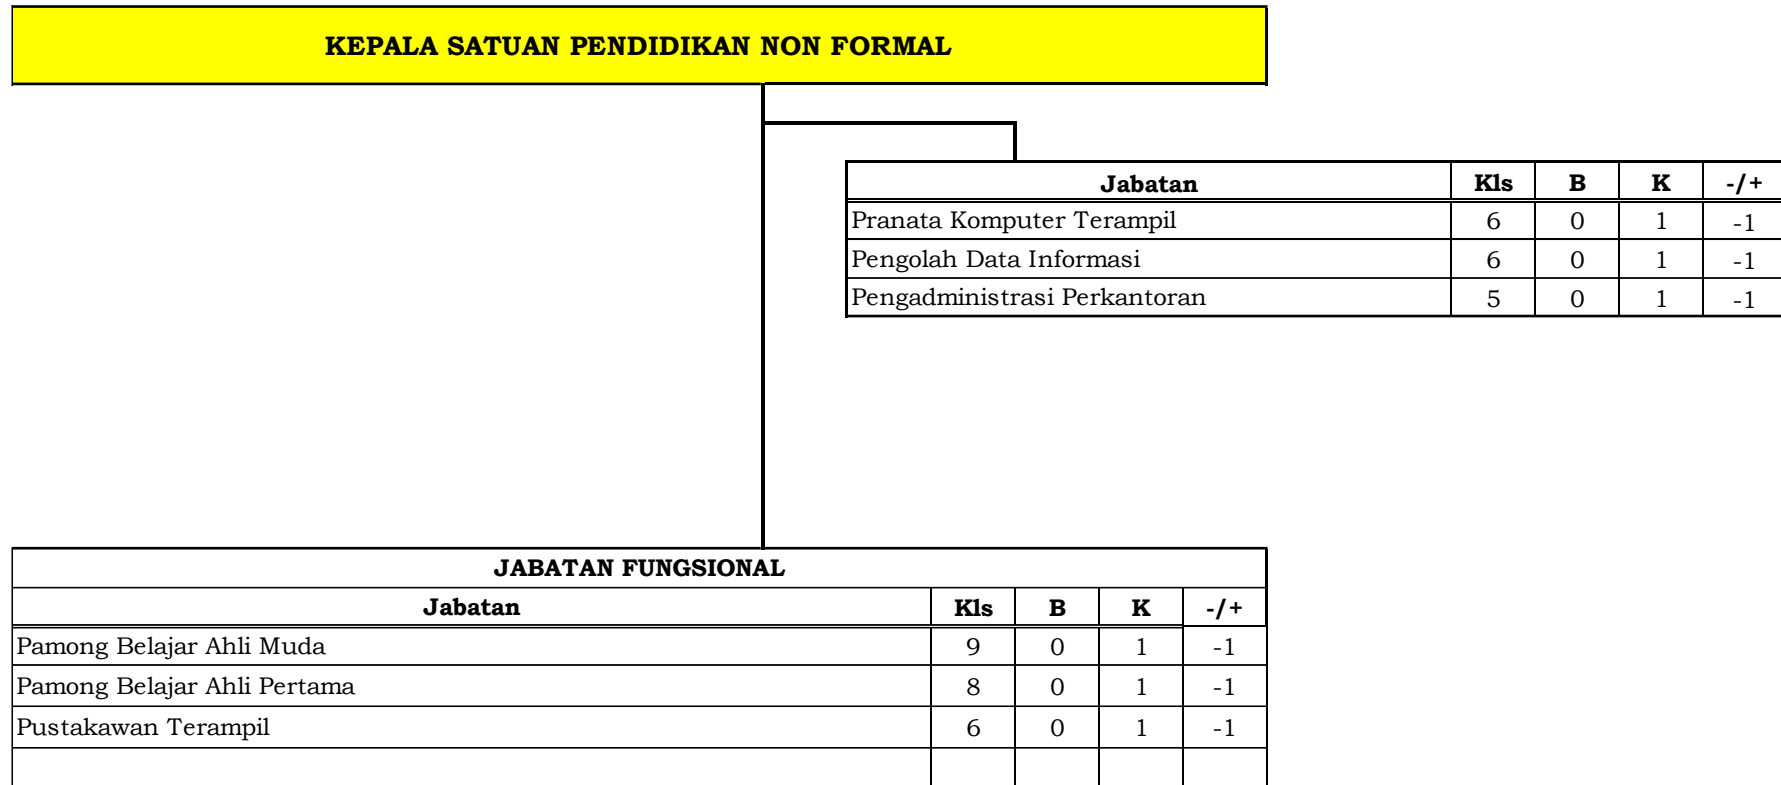 KEPALA SATUAN PENDIDIKAN NON FORMAL
Jabatan Kls B K -/+
Pranata Komputer Terampil 6 0 1 -1
Pengolah Data Informasi 6 0 1 -1
Pengadministrasi Perkantoran 5 0 1 -1
JABATAN FUNGSIONAL
Jabatan Kls B K -/+
Pamong Belajar Ahli Muda 9 0 1 -1
Pamong Belajar Ahli Pertama 8 0 1 -1
Pustakawan Terampil 6 0 1 -1